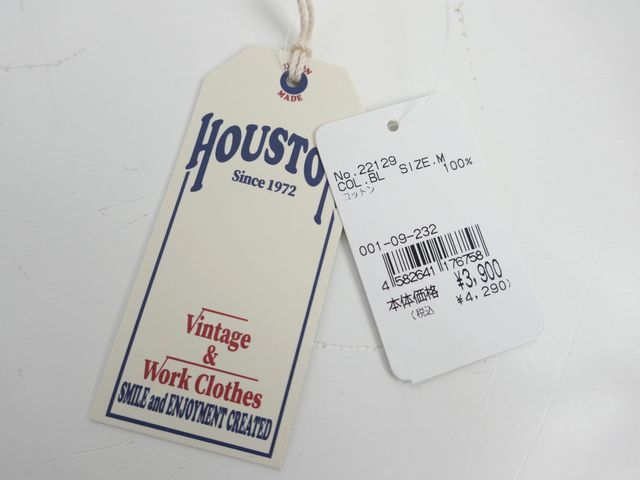 MADE
HOUSTO
Since 1972
Vintage
&
Work Clothes
SMILE and ENJOYMENT CREATED
No.22129
COL.BL SIZE.M
コットン 100%
001-09-232
4 582641 176758
本体価格 ¥3,900
(税込 ¥4,290)